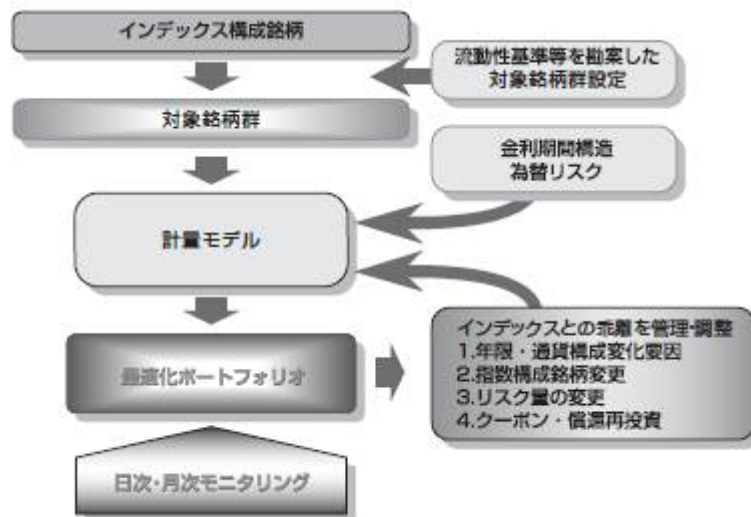 インデックス構成銘柄
流動性基準等を勘案した
対象銘柄群設定
対象銘柄群
金利期間構造
為替リスク
計量モデル
インデックスとの乖離を管理・調整
1.年限・通貨構成変化要因
2.指数構成銘柄変更
3.リスク量の変更
4.クーポン・償還再投資
最適化ポートフォリオ
日次・月次モニタリング